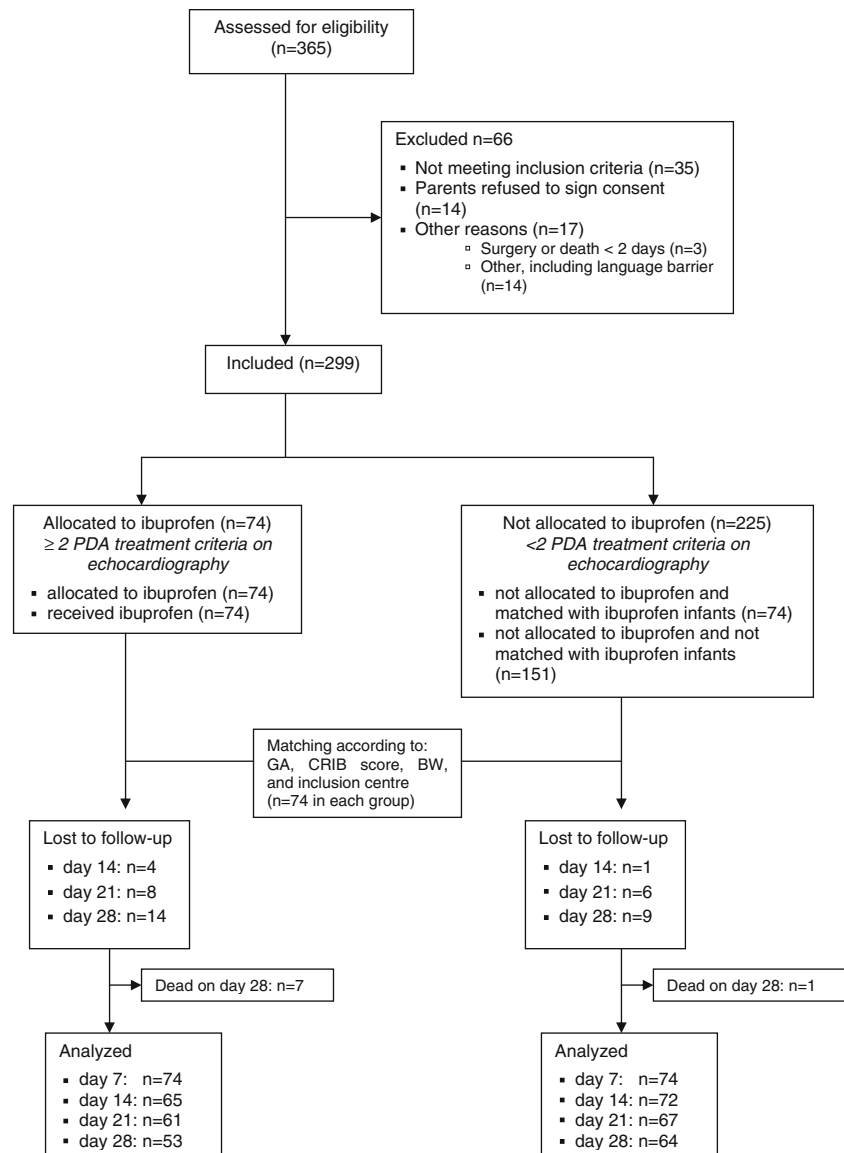 Assessed for eligibility
(n=365)
Excluded n=66
▪ Not meeting inclusion criteria (n=35)
▪ Parents refused to sign consent
(n=14)
▪ Other reasons (n=17)
▫ Surgery or death < 2 days (n=3)
▫ Other, including language barrier
(n=14)
Included (n=299)
Allocated to ibuprofen (n=74)
≥ 2 PDA treatment criteria on
echocardiography
▪ allocated to ibuprofen (n=74)
▪ received ibuprofen (n=74)
Not allocated to ibuprofen (n=225)
<2 PDA treatment criteria on
echocardiography
▪ not allocated to ibuprofen and
matched with ibuprofen infants (n=74)
▪ not allocated to ibuprofen and not
matched with ibuprofen infants
(n=151)
Matching according to:
GA, CRIB score, BW,
and inclusion centre
(n=74 in each group)
Lost to follow-up
▪ day 14: n=4
▪ day 21: n=8
▪ day 28: n=14
Lost to follow-up
▪ day 14: n=1
▪ day 21: n=6
▪ day 28: n=9
Dead on day 28: n=7
Dead on day 28: n=1
Analyzed
▪ day 7: n=74
▪ day 14: n=65
▪ day 21: n=61
▪ day 28: n=53
Analyzed
▪ day 7: n=74
▪ day 14: n=72
▪ day 21: n=67
▪ day 28: n=64